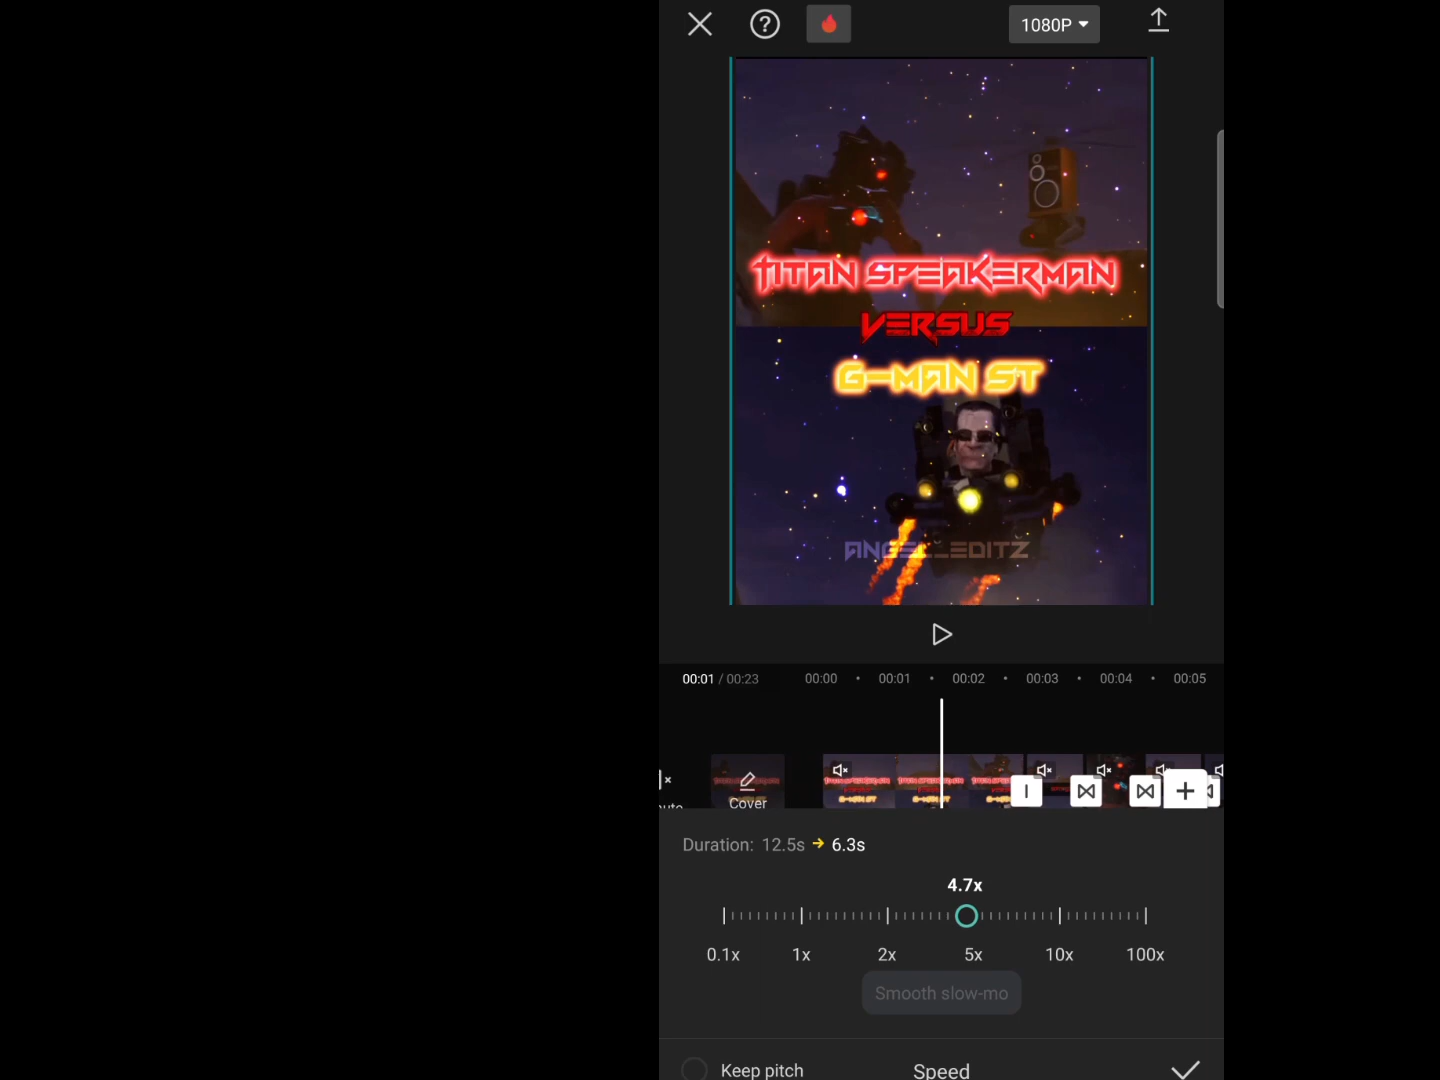 1080P
TITAN SPEAKERMAN
VERSUS
G-MAN ST
ANGEL_EDITZ
00:01 / 00:23 00:00 00:01 00:02 00:03 00:04 00:05
Cover
Duration: 12.5s → 6.3s
4.7x
0.1x 1x 2x 5x 10x 100x
Smooth slow-mo
Keep pitch Speed